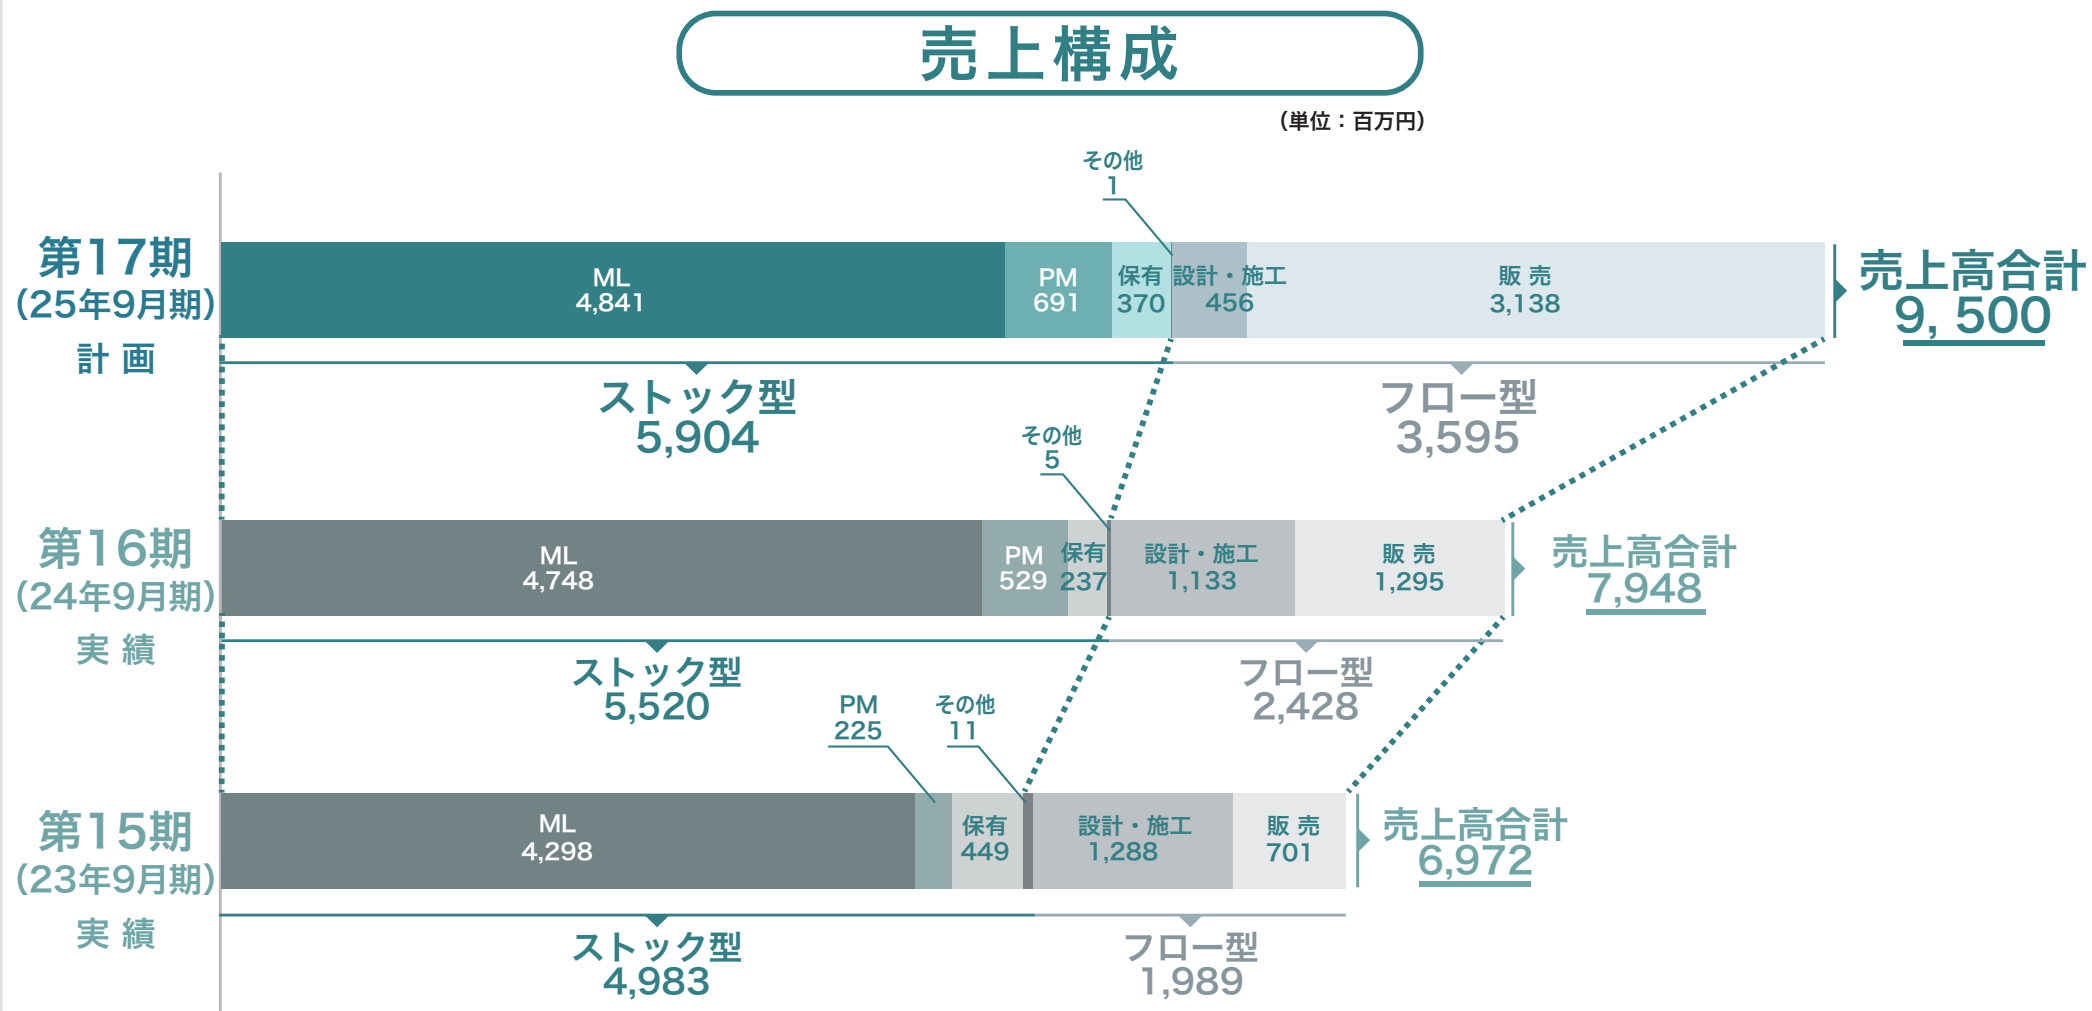 売上構成
（単位：百万円）
第17期
（25年9月期）
計 画
その他
1
ML
4,841
PM
691
保有
370
設計・施工
456
販 売
3,138
売上高合計
9, 500
ストック型
5,904
フロー型
3,595
第16期
（24年9月期）
実 績
その他
5
ML
4,748
PM
529
保有
237
設計・施工
1,133
販 売
1,295
売上高合計
7,948
ストック型
5,520
フロー型
2,428
第15期
（23年9月期）
実 績
PM
225
その他
11
ML
4,298
保有
449
設計・施工
1,288
販 売
701
売上高合計
6,972
ストック型
4,983
フロー型
1,989